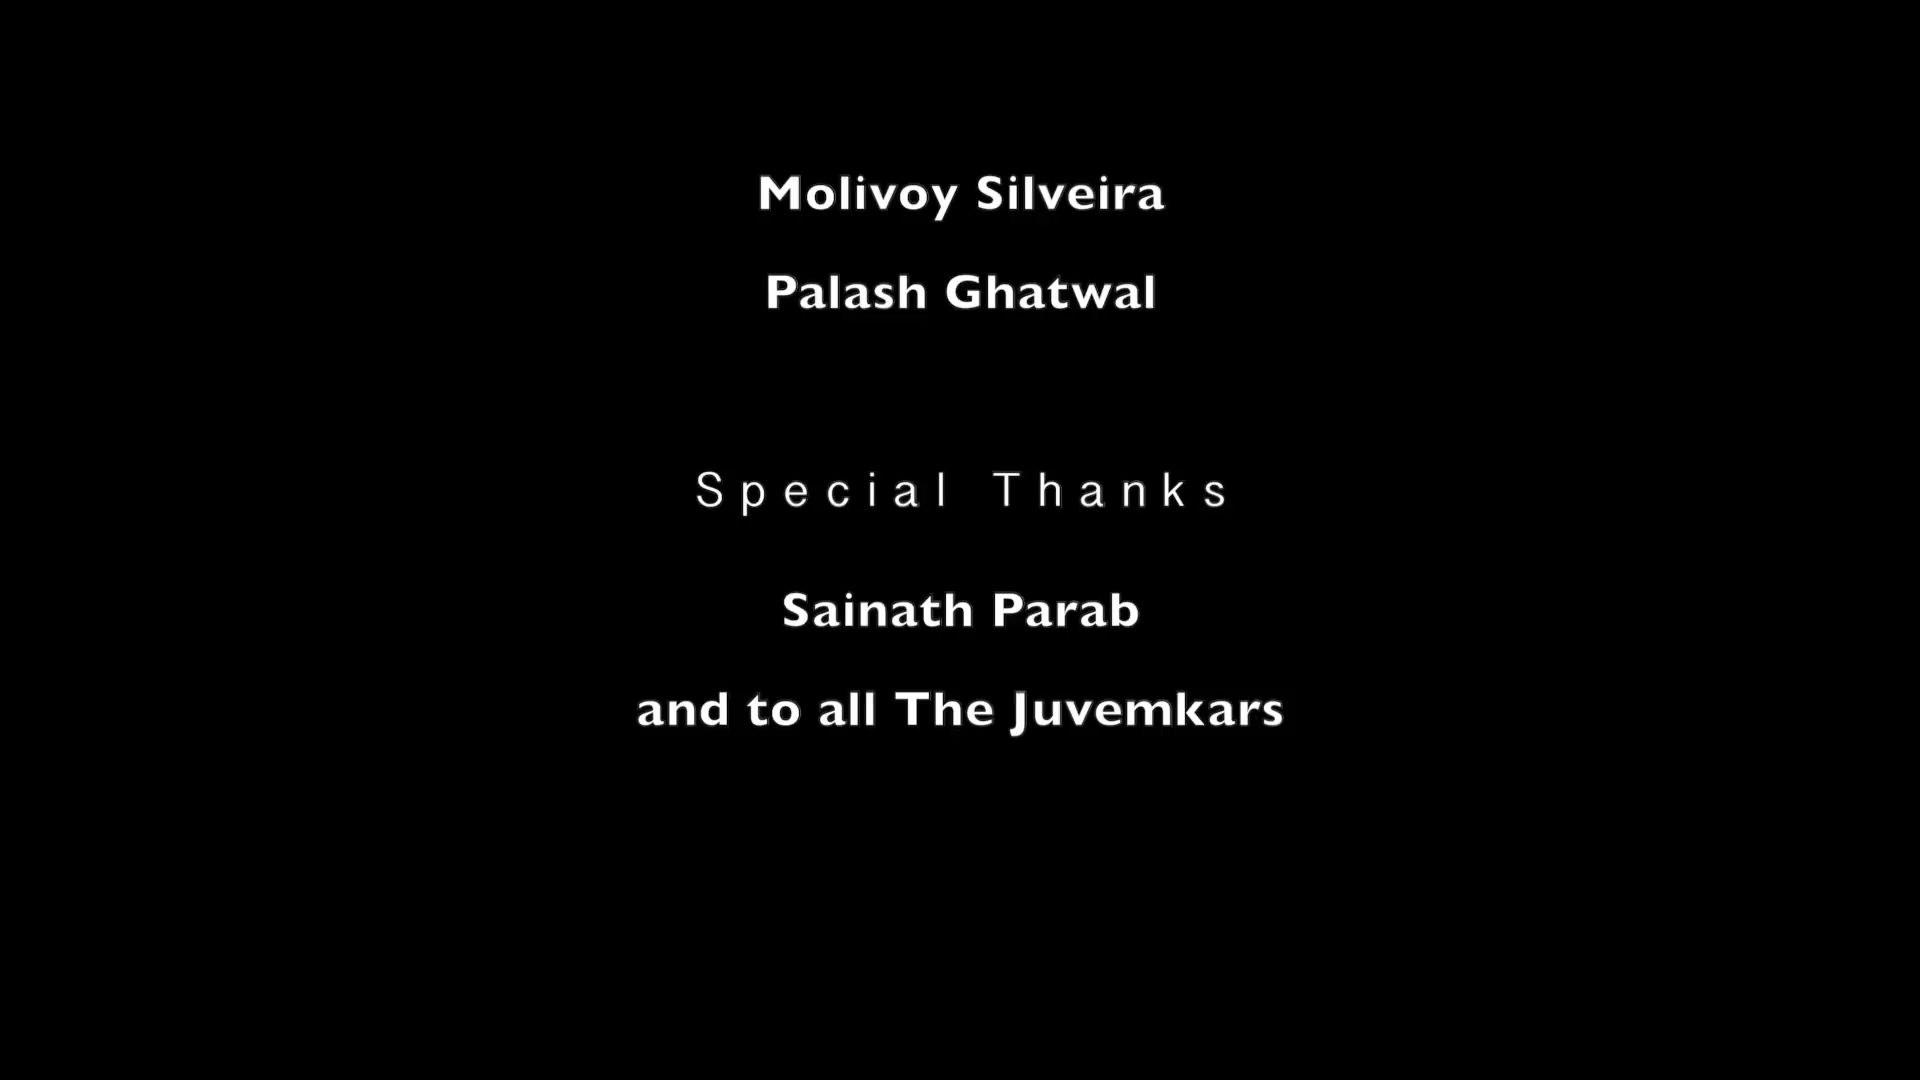 Molivoy Silveira
Palash Ghatwal
Special Thanks
Sainath Parab
and to all The Juvemkars